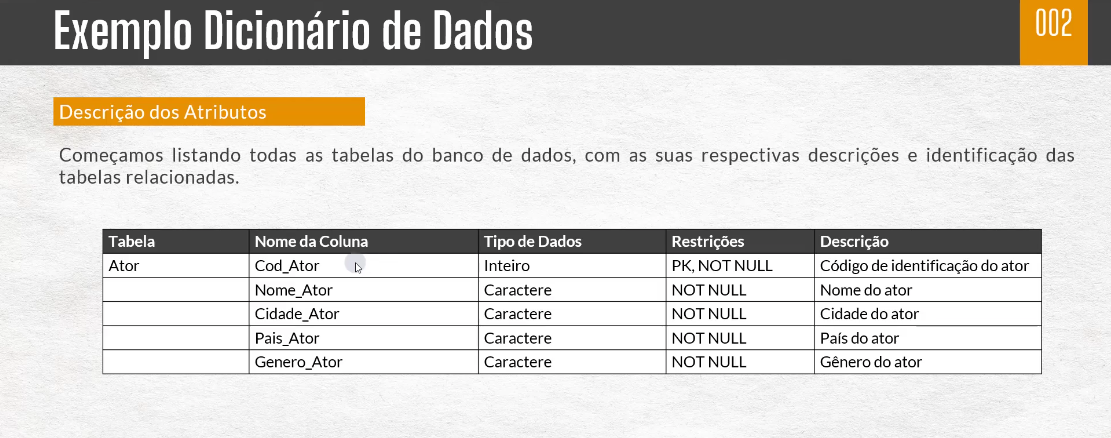 Exemplo Dicionário de Dados
002
Descrição dos Atributos
Começamos listando todas as tabelas do banco de dados, com as suas respectivas descrições e identificação das
tabelas relacionadas.
Tabela Nome da Coluna Tipo de Dados Restrições Descrição
Ator Cod_Ator Inteiro PK, NOT NULL Código de identificação do ator
Nome_Ator Caractere NOT NULL Nome do ator
Cidade_Ator Caractere NOT NULL Cidade do ator
Pais_Ator Caractere NOT NULL País do ator
Genero_Ator Caractere NOT NULL Gênero do ator